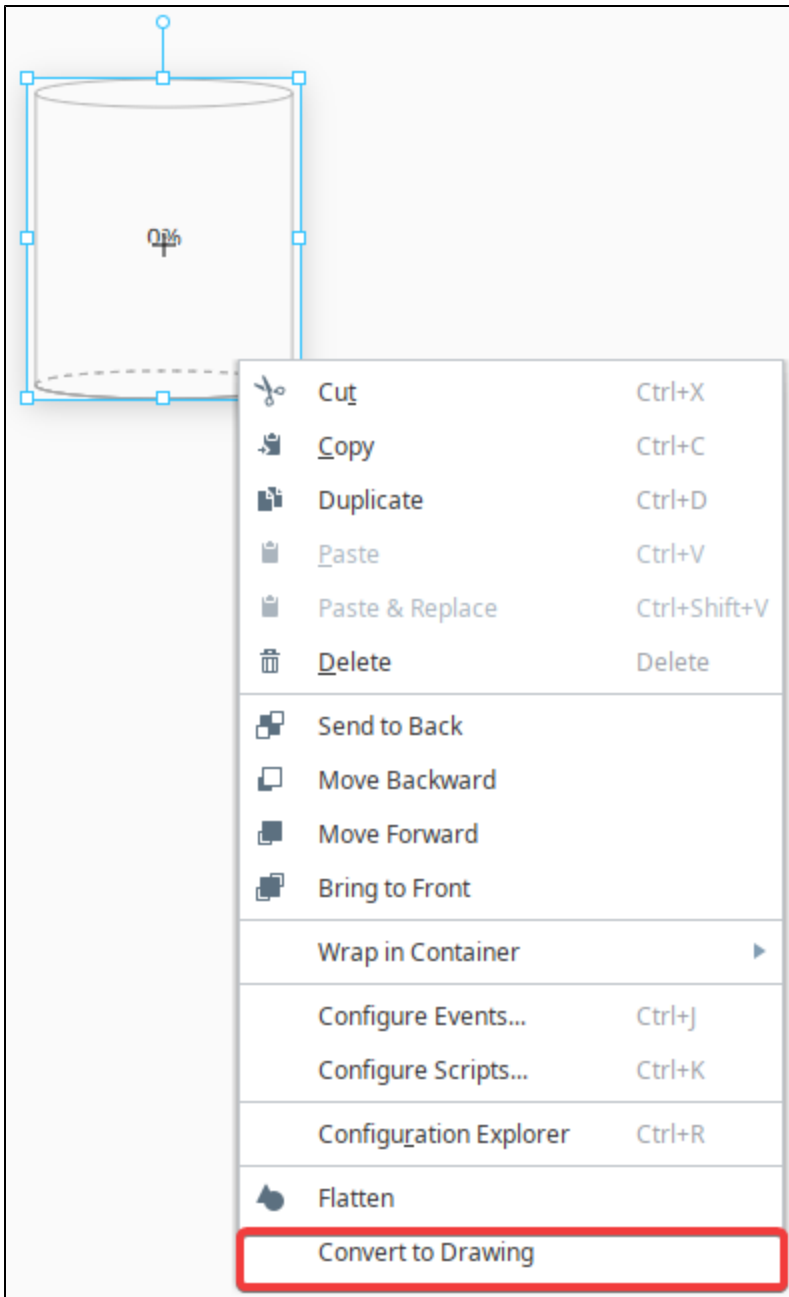 0%
Cut Ctrl+X
Copy Ctrl+C
Duplicate Ctrl+D
Paste Ctrl+V
Paste & Replace Ctrl+Shift+V
Delete Delete
Send to Back
Move Backward
Move Forward
Bring to Front
Wrap in Container
Configure Events... Ctrl+J
Configure Scripts... Ctrl+K
Configuration Explorer Ctrl+R
Flatten
Convert to Drawing